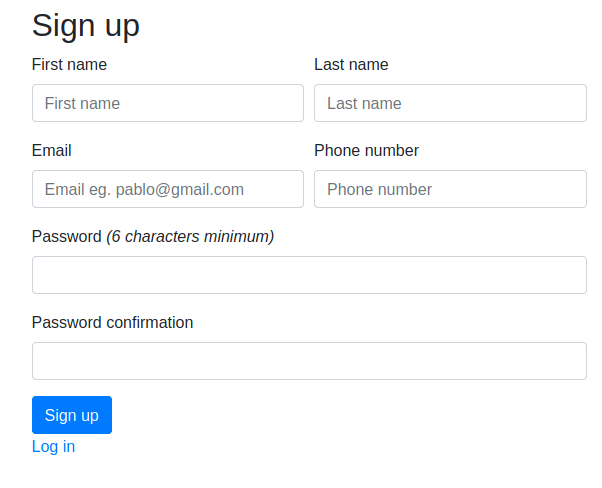 Sign up
First name Last name
First name Last name
Email Phone number
Email eg. pablo@gmail.com Phone number
Password (6 characters minimum)
Password confirmation
Sign up
Log in